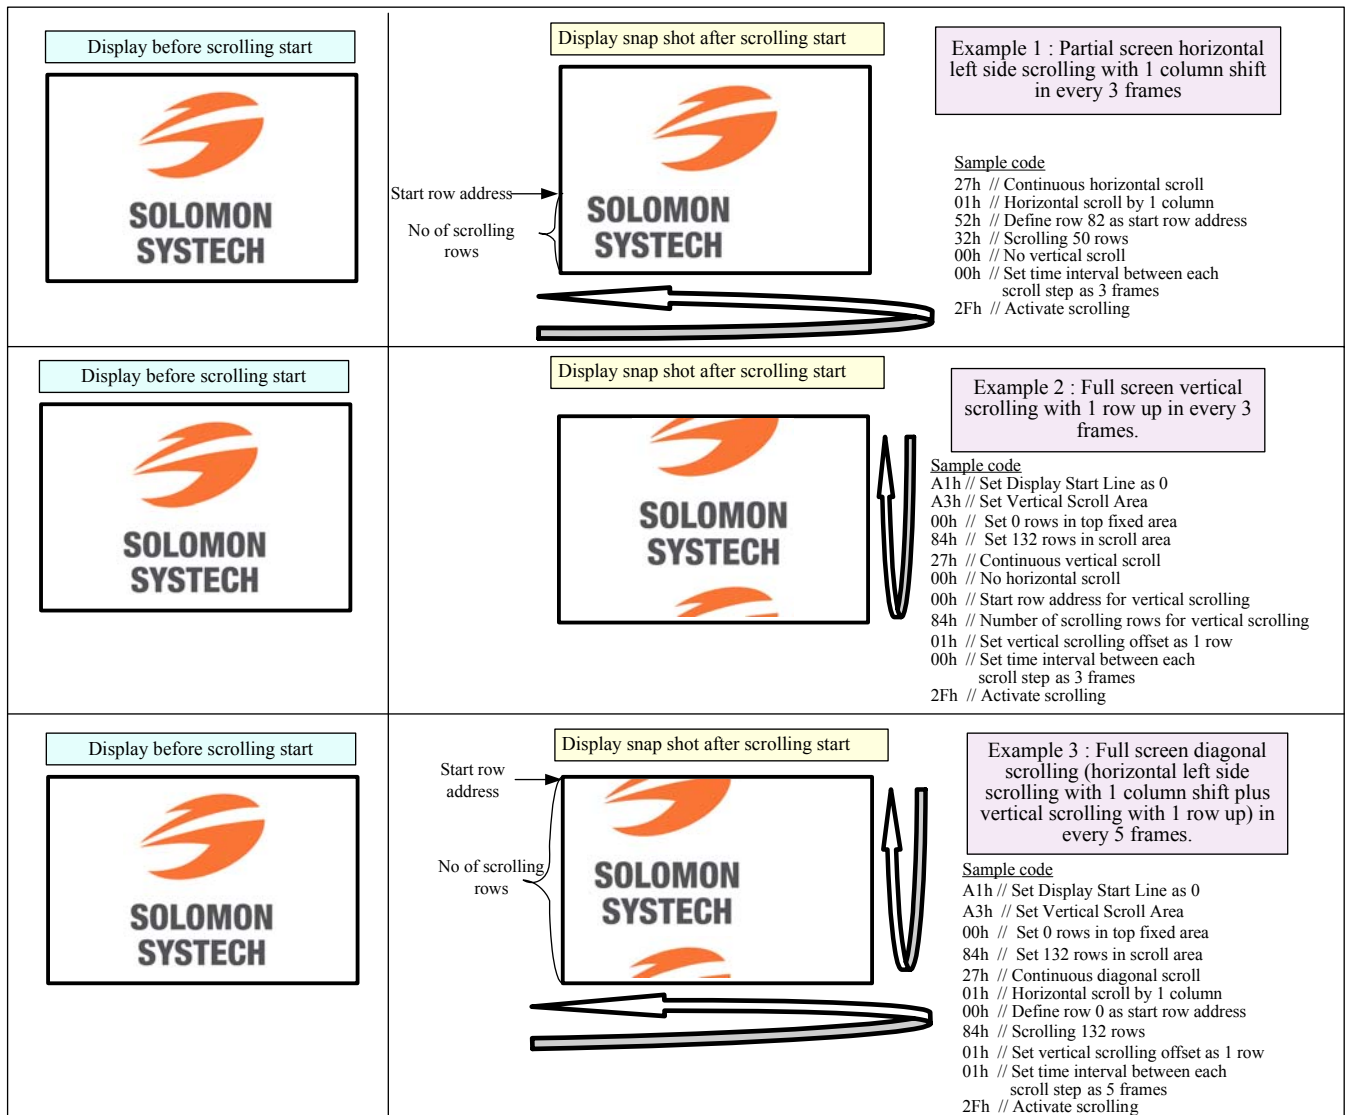 Display before scrolling start
SOLOMON
SYSTECH
Display snap shot after scrolling start
Start row address
No of scrolling
rows
SOLOMON
SYSTECH
Example 1 : Partial screen horizontal
left side scrolling with 1 column shift
in every 3 frames
Sample code
27h // Continuous horizontal scroll
01h // Horizontal scroll by 1 column
52h // Define row 82 as start row address
32h // Scrolling 50 rows
00h // No vertical scroll
00h // Set time interval between each
scroll step as 3 frames
2Fh // Activate scrolling
Display before scrolling start
SOLOMON
SYSTECH
Display snap shot after scrolling start
SOLOMON
SYSTECH
Example 2 : Full screen vertical
scrolling with 1 row up in every 3
frames.
Sample code
A1h // Set Display Start Line as 0
A3h // Set Vertical Scroll Area
00h // Set 0 rows in top fixed area
84h // Set 132 rows in scroll area
27h // Continuous vertical scroll
00h // No horizontal scroll
00h // Start row address for vertical scrolling
84h // Number of scrolling rows for vertical scrolling
01h // Set vertical scrolling offset as 1 row
00h // Set time interval between each
scroll step as 3 frames
2Fh // Activate scrolling
Display before scrolling start
SOLOMON
SYSTECH
Display snap shot after scrolling start
Start row
address
No of scrolling
rows
SOLOMON
SYSTECH
Example 3 : Full screen diagonal
scrolling (horizontal left side
scrolling with 1 column shift plus
vertical scrolling with 1 row up) in
every 5 frames.
Sample code
A1h // Set Display Start Line as 0
A3h // Set Vertical Scroll Area
00h // Set 0 rows in top fixed area
84h // Set 132 rows in scroll area
27h // Continuous diagonal scroll
01h // Horizontal scroll by 1 column
00h // Define row 0 as start row address
84h // Scrolling 132 rows
01h // Set vertical scrolling offset as 1 row
01h // Set time interval between each
scroll step as 5 frames
2Fh // Activate scrolling